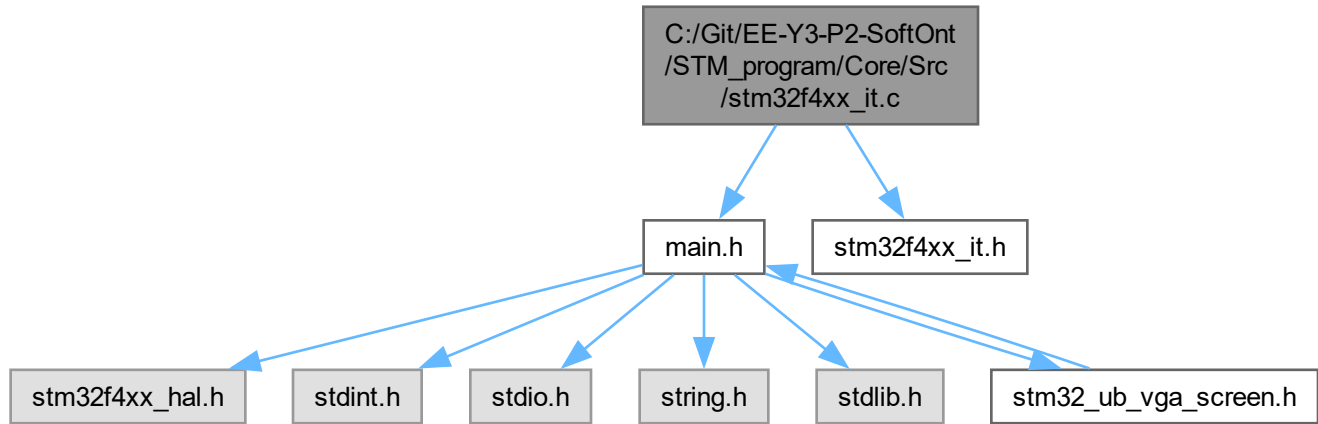 C:/Git/EE-Y3-P2-SoftOnt
/STM_program/Core/Src
/stm32f4xx_it.c
main.h
stm32f4xx_it.h
stm32f4xx_hal.h
stdint.h
stdio.h
string.h
stdlib.h
stm32_ub_vga_screen.h